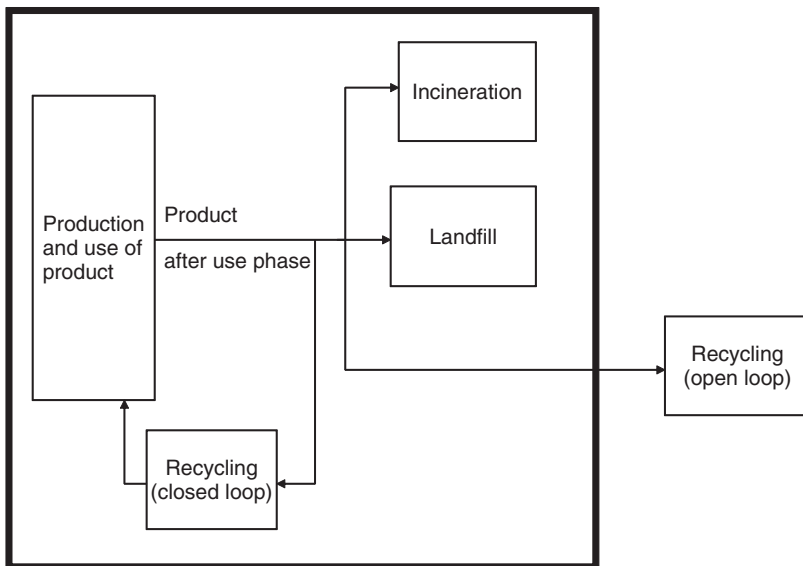 Incineration
Production
and use of
product
Product
after use phase
Landfill
Recycling
(open loop)
Recycling
(closed loop)